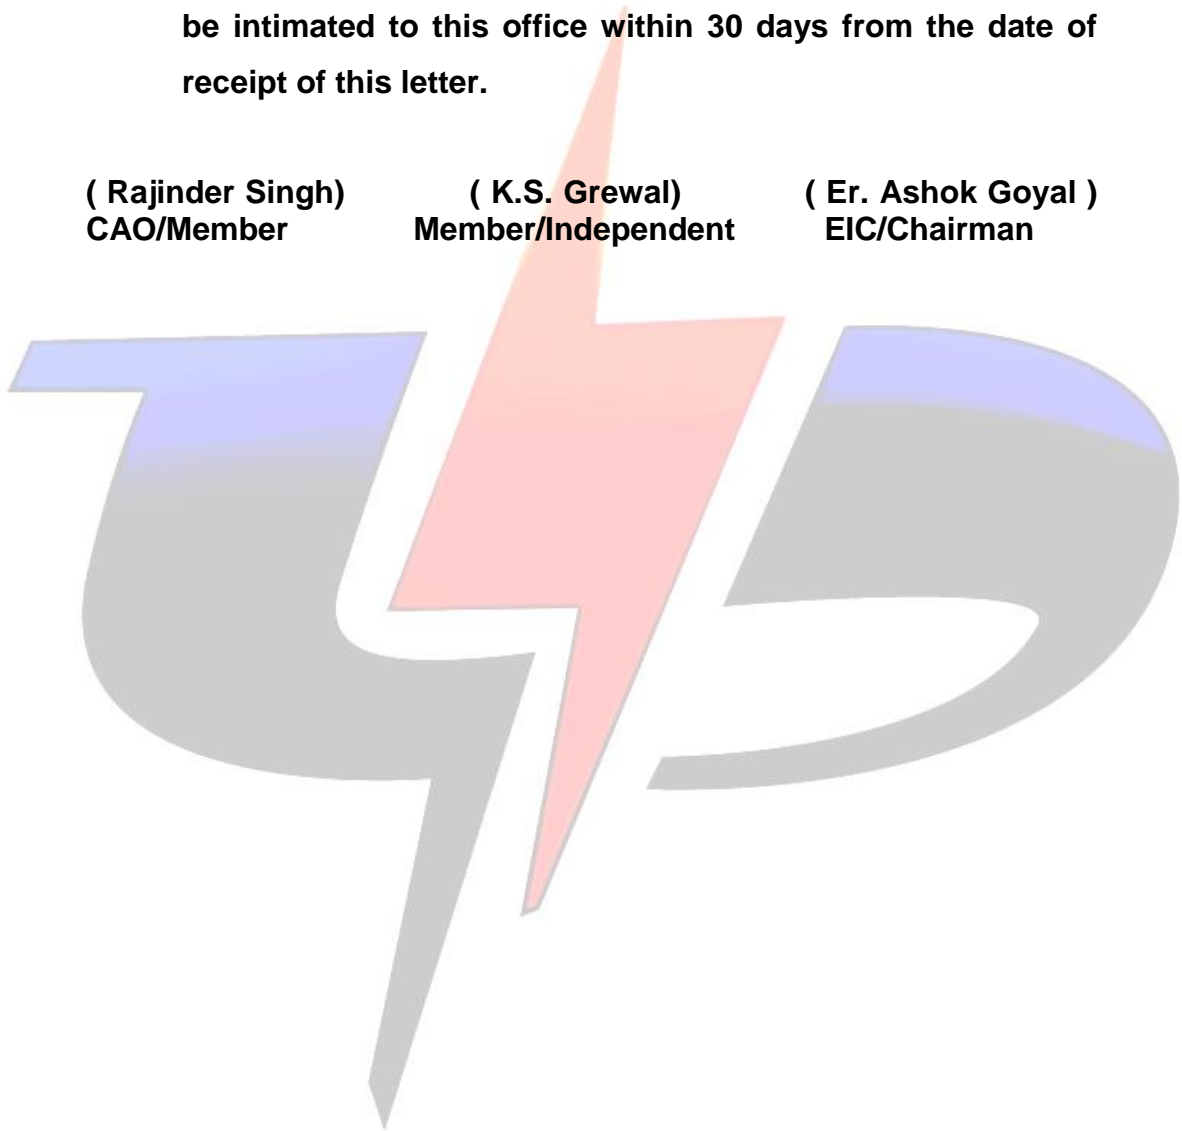 be intimated to this office within 30 days from the date of
receipt of this letter.
( Rajinder Singh) ( K.S. Grewal) ( Er. Ashok Goyal )
CAO/Member Member/Independent EIC/Chairman